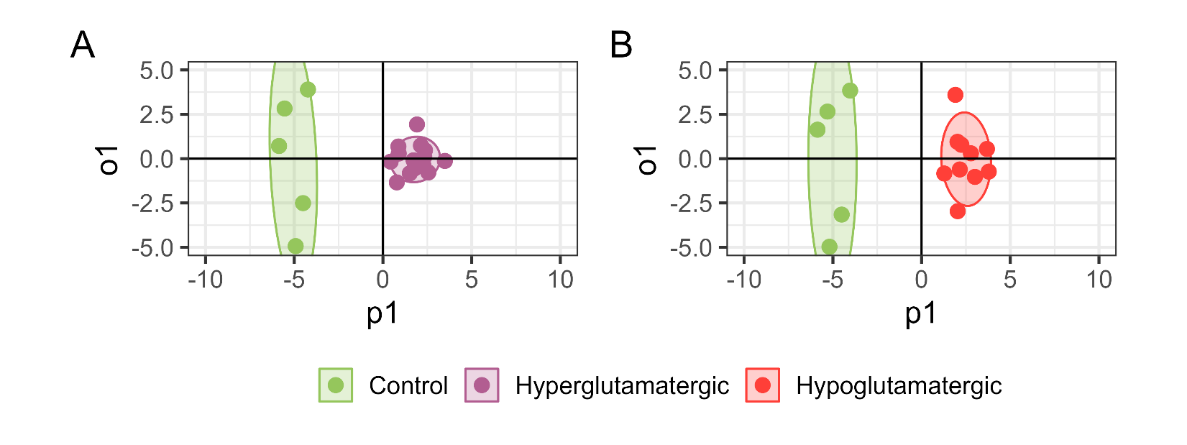 A
B
5.0
2.5
0.0
-2.5
-5.0
o1
-10
-5
0
5
10
p1
5.0
2.5
0.0
-2.5
-5.0
o1
-10
-5
0
5
10
p1
Control
Hyperglutamatergic
Hypoglutamatergic